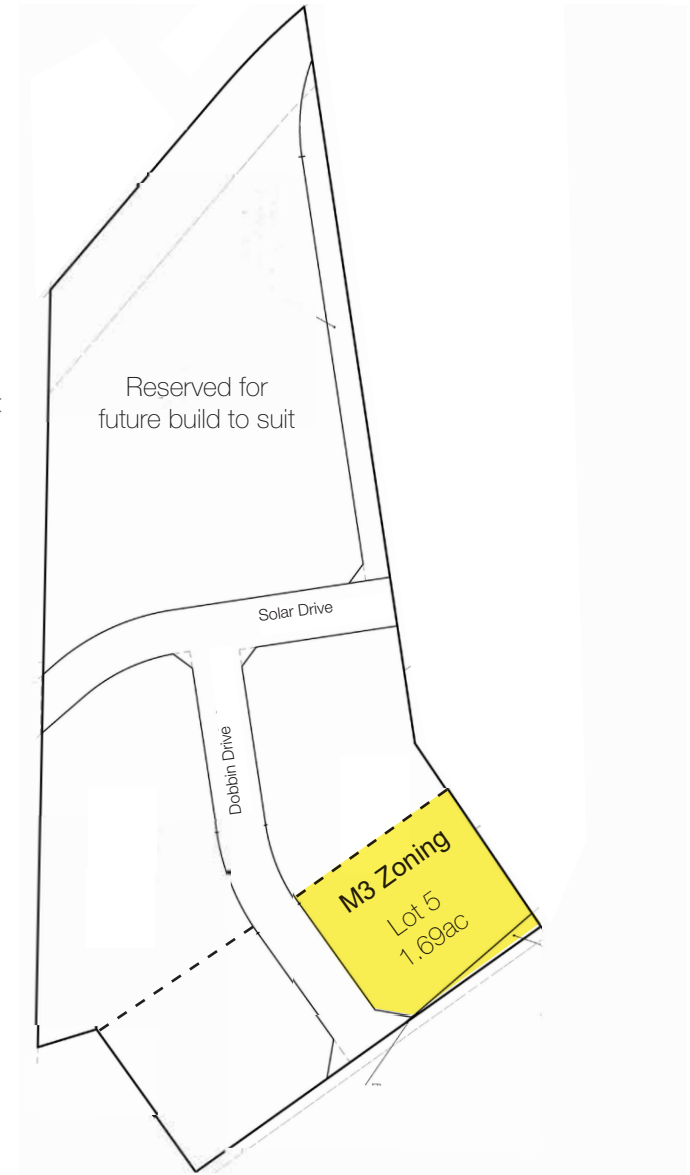 Reserved for
future build to suit
Solar Drive
Dobbin Drive
M3 Zoning
Lot 5
1.69ac